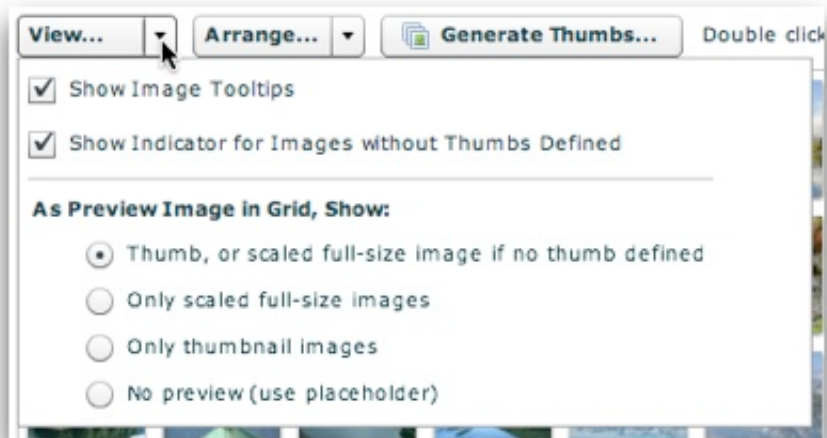 View... Arrange... Generate Thumbs... Double click
Show Image Tooltips
Show Indicator for Images without Thumbs Defined
As Preview Image in Grid, Show:
Thumb, or scaled full-size image if no thumb defined
Only scaled full-size images
Only thumbnail images
No preview (use placeholder)